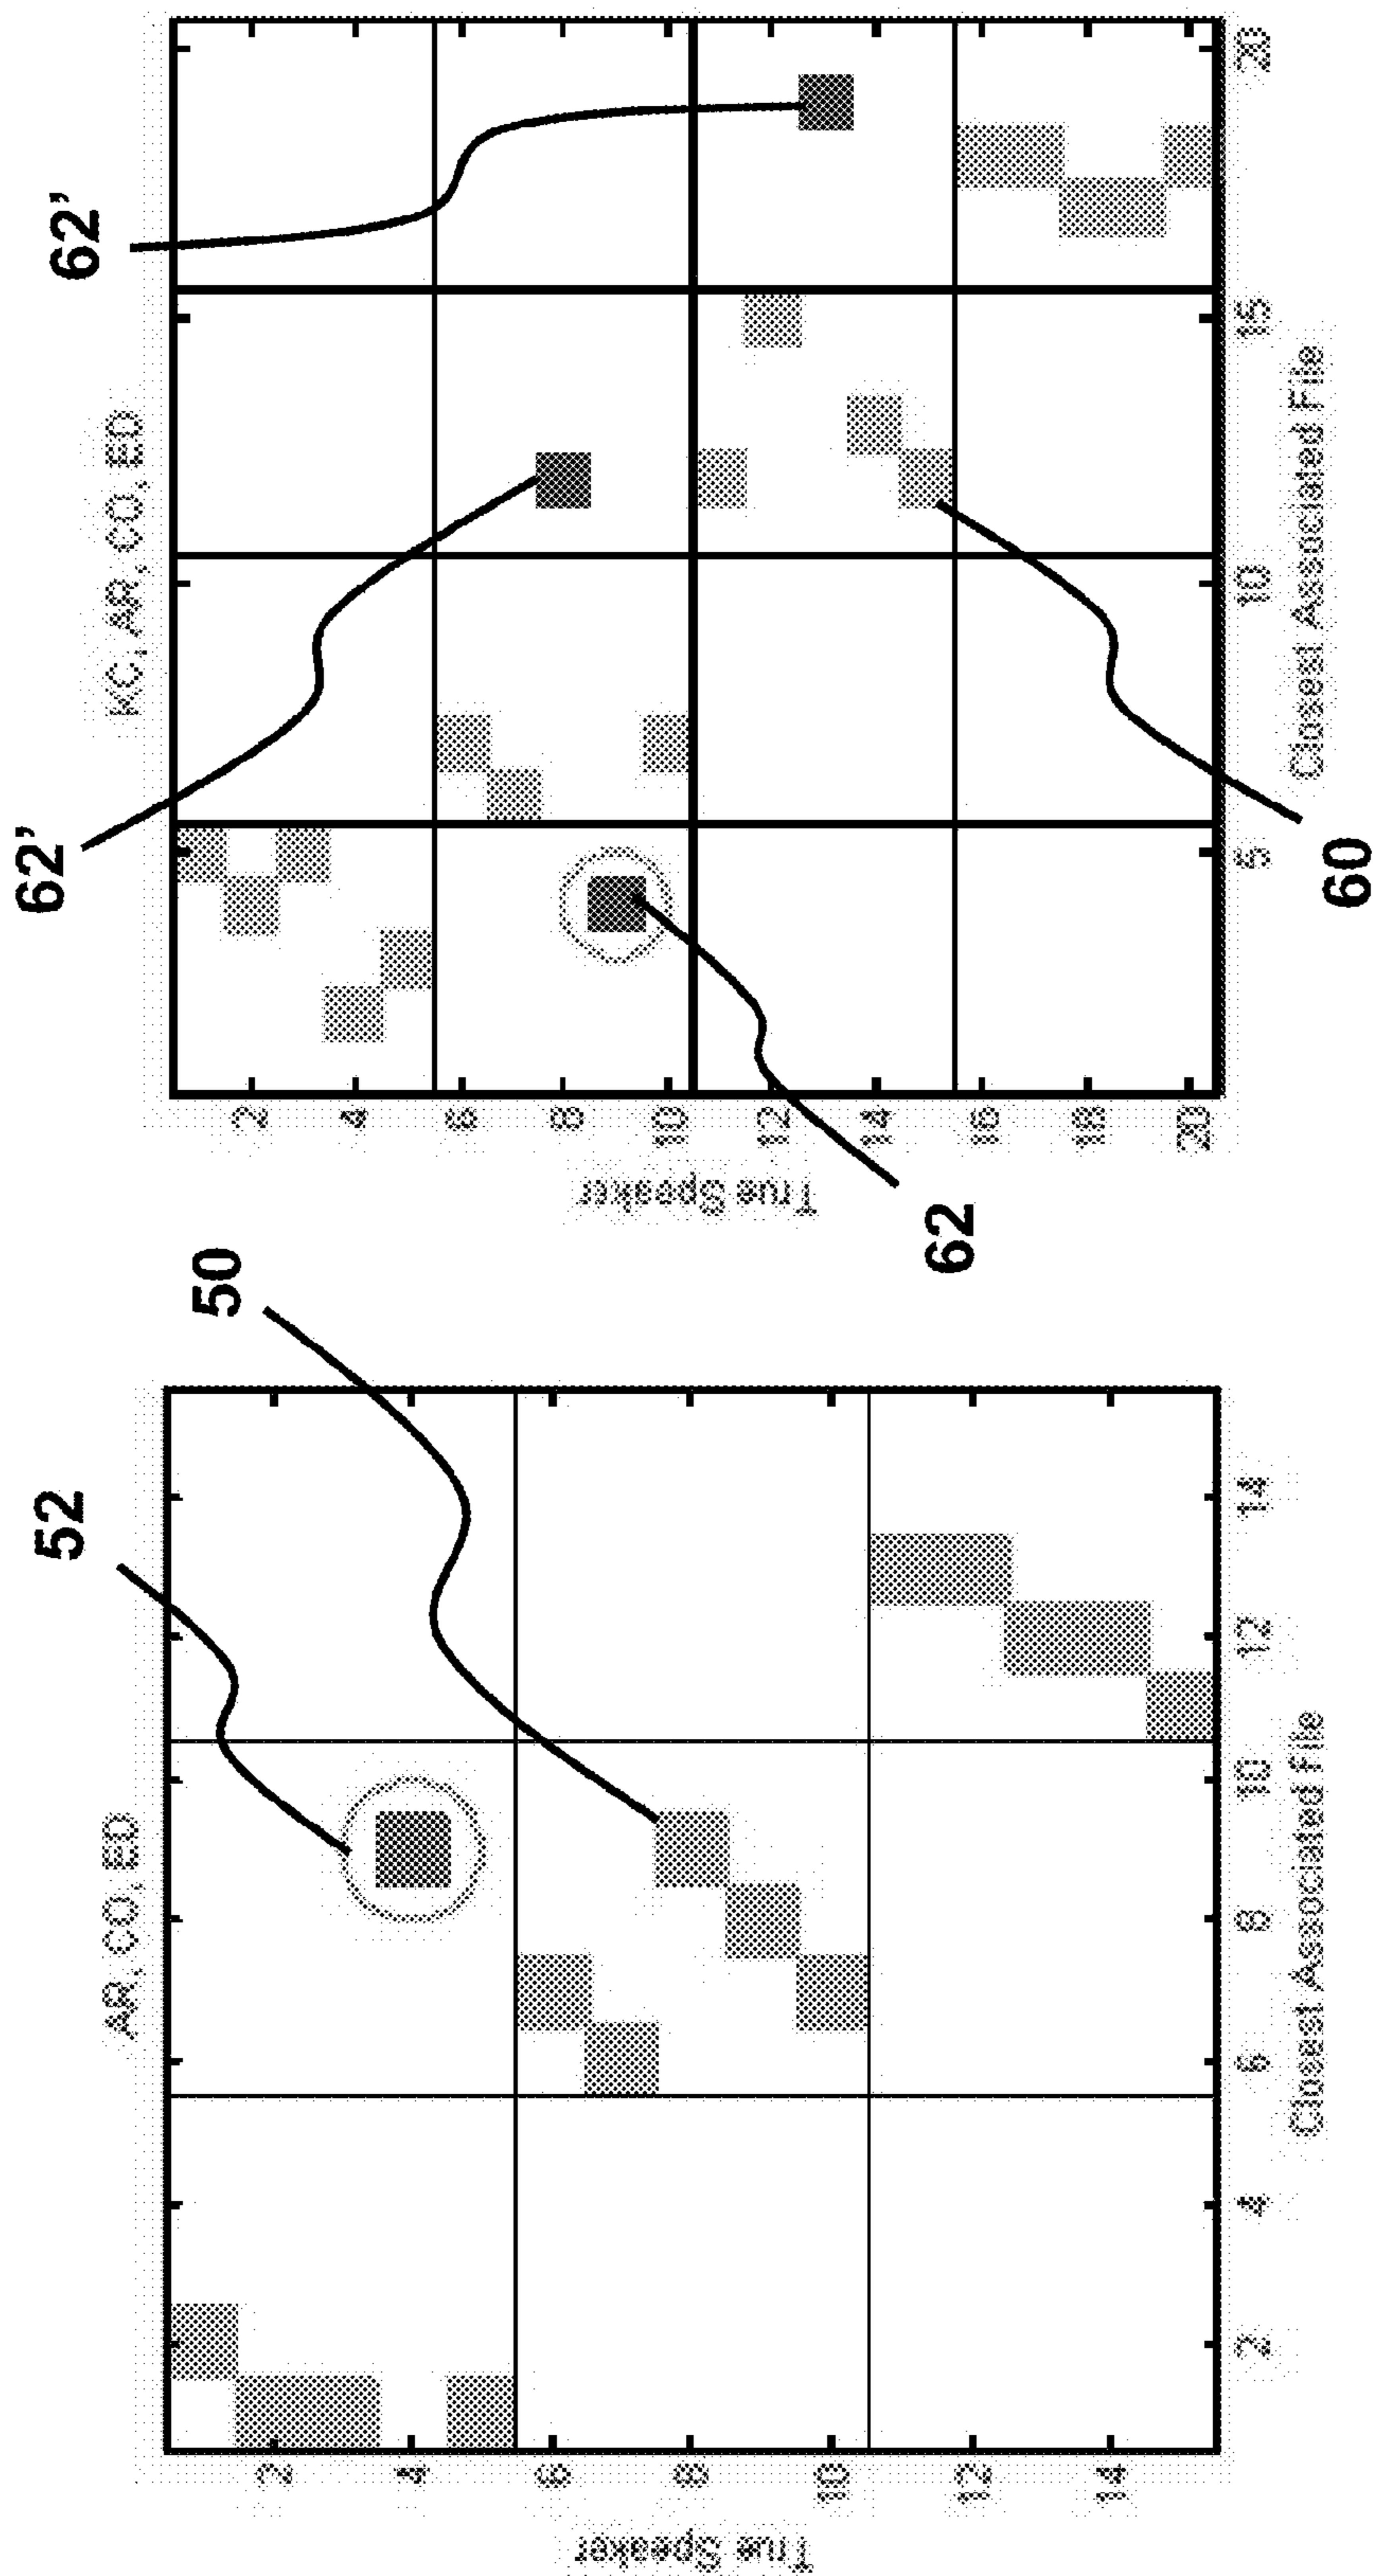 AR, CO, ED
52
50
True Speaker
2
4
6
8
10
12
14
2 4 6 8 10 12 14
Closest Associated File
KC, AR, CO, ED
62'
62'
62
60
True Speaker
2
4
6
8
10
12
14
16
18
20
5 10 15 20
Closest Associated File